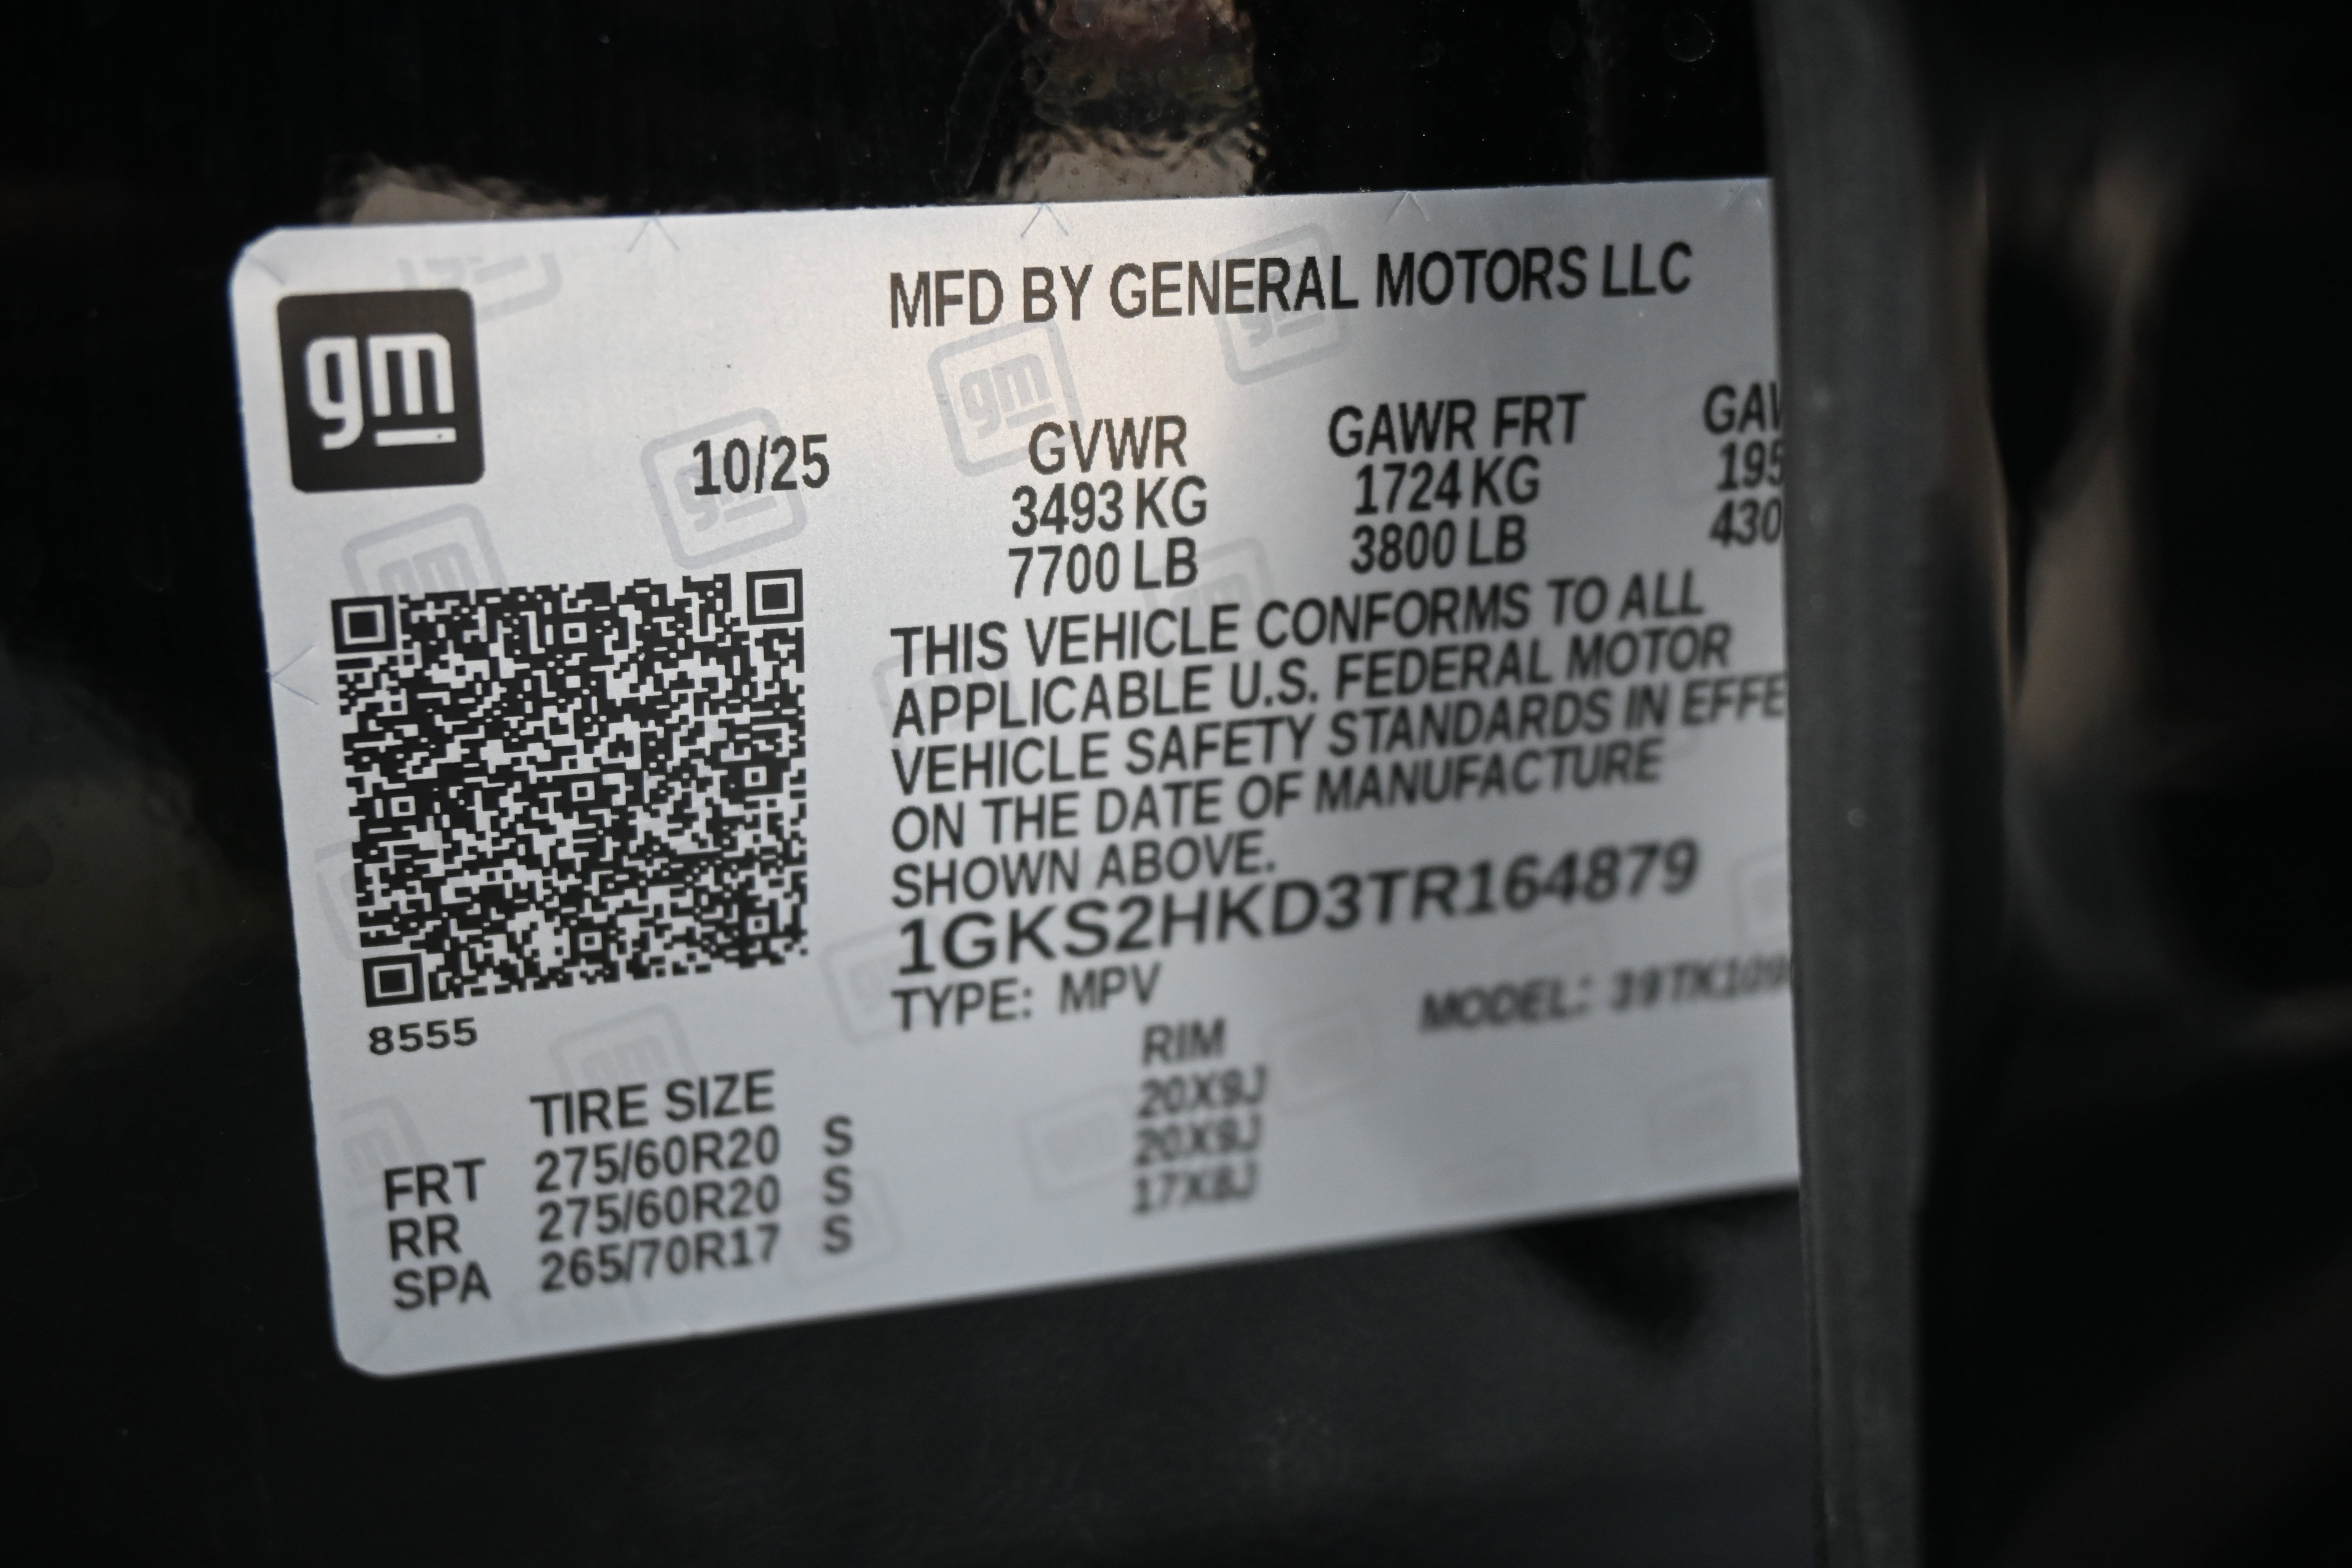 gm
MFD BY GENERAL MOTORS LLC
10/25
GVWR GAWR FRT
3493 KG 1724 KG
7700 LB 3800 LB
THIS VEHICLE CONFORMS TO ALL
APPLICABLE U.S. FEDERAL MOTOR
VEHICLE SAFETY STANDARDS IN EFFE
ON THE DATE OF MANUFACTURE
SHOWN ABOVE.
1GKS2HKD3TR164879
TYPE: MPV MODEL:
8555
TIRE SIZE RIM
FRT 275/60R20 S 20X9J
RR 275/60R20 S 20X9J
SPA 265/70R17 S 17X8J